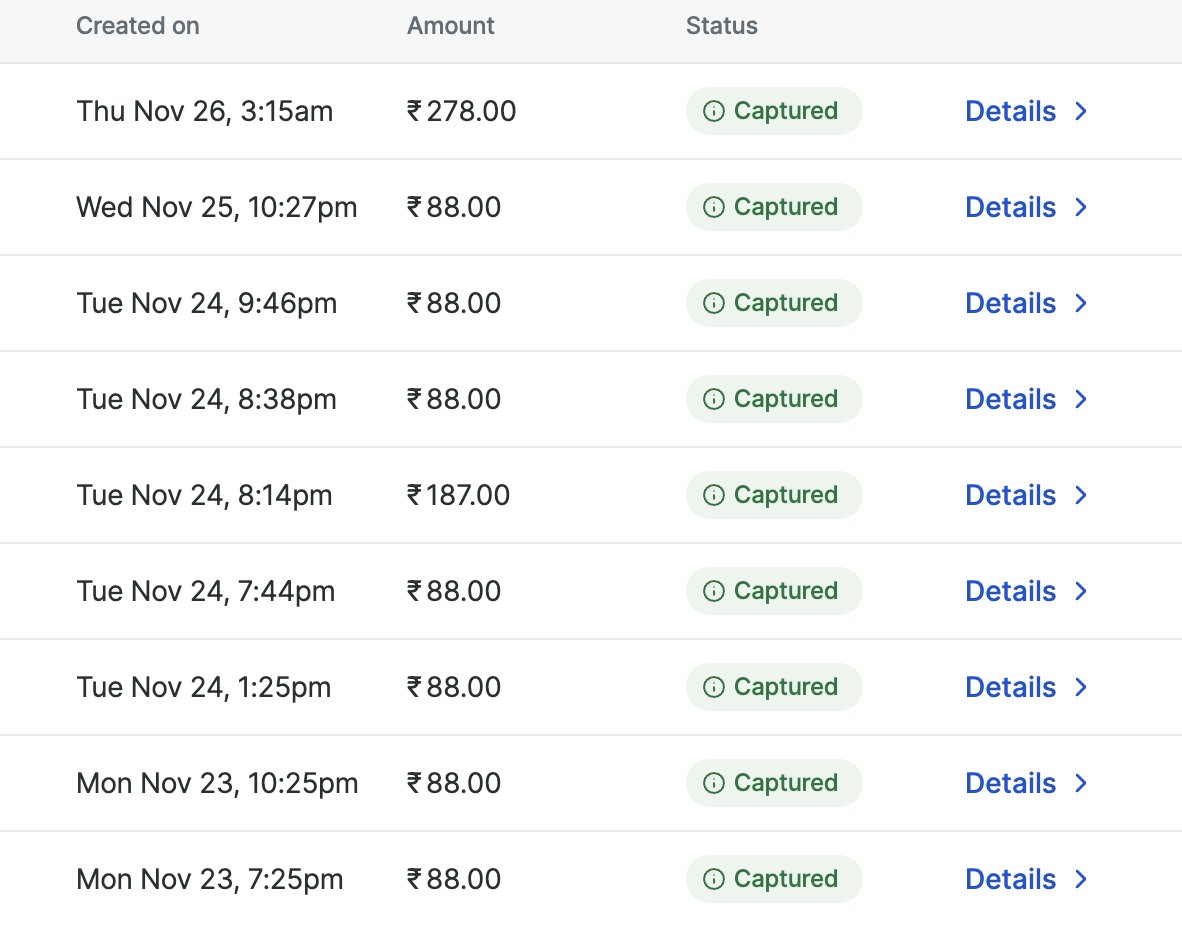 Created on Amount Status
Thu Nov 26, 3:15am ₹278.00 Captured Details
Wed Nov 25, 10:27pm ₹88.00 Captured Details
Tue Nov 24, 9:46pm ₹88.00 Captured Details
Tue Nov 24, 8:38pm ₹88.00 Captured Details
Tue Nov 24, 8:14pm ₹187.00 Captured Details
Tue Nov 24, 7:44pm ₹88.00 Captured Details
Tue Nov 24, 1:25pm ₹88.00 Captured Details
Mon Nov 23, 10:25pm ₹88.00 Captured Details
Mon Nov 23, 7:25pm ₹88.00 Captured Details